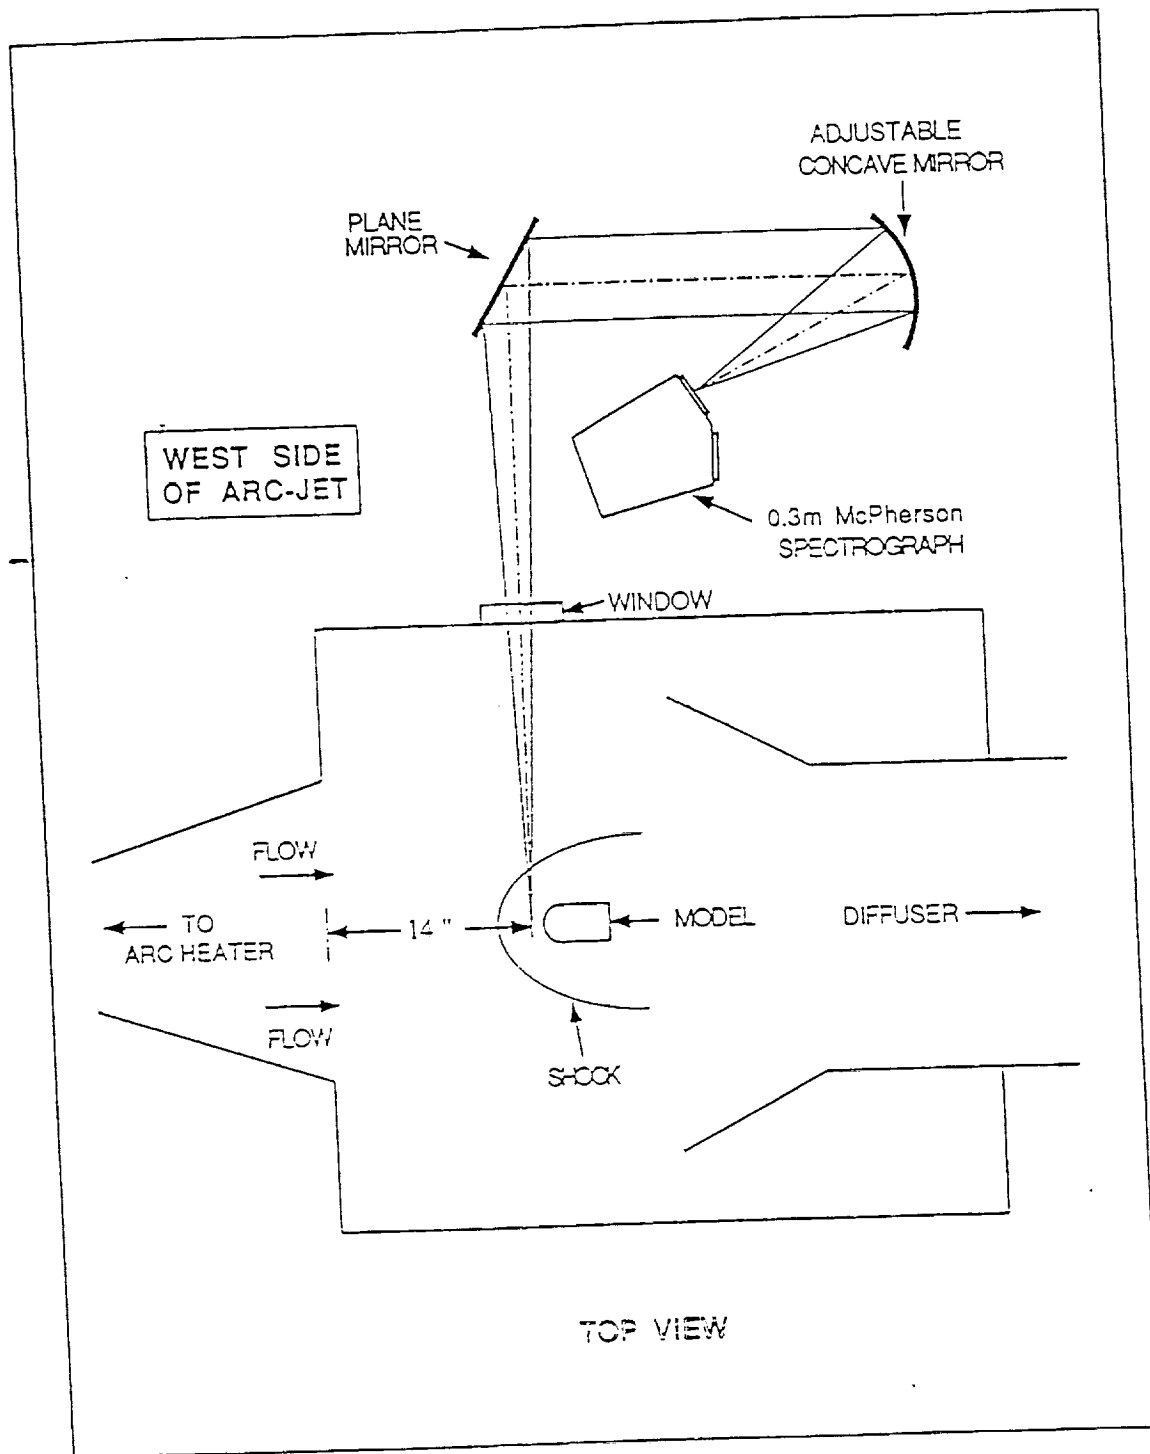 ADJUSTABLE
CONCAVE MIRROR
PLANE
MIRROR
WEST SIDE
OF ARC-JET
0.3m McPherson
SPECTROGRAPH
WINDOW
FLOW
TO
ARC HEATER
14"
MODEL
DIFFUSER
FLOW
SHOCK
TOP VIEW